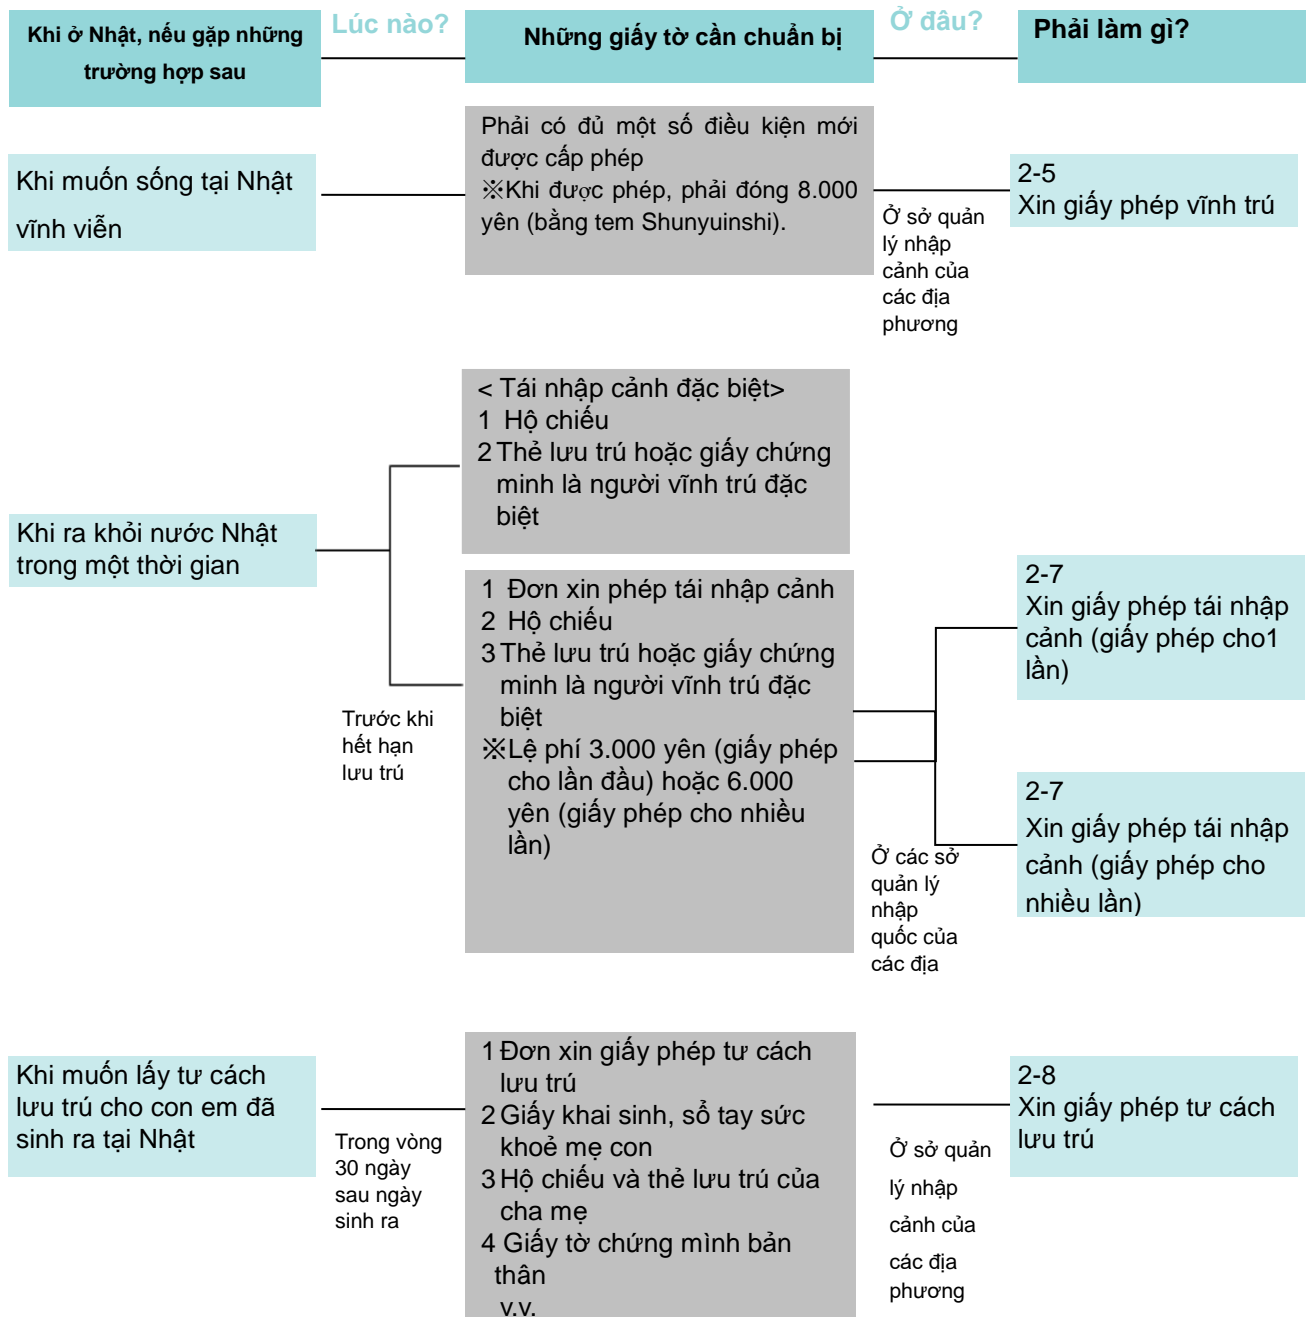 Khi ở Nhật, nếu gặp những
trường hợp sau
Lúc nào?
Những giấy tờ cần chuẩn bị
Ở đâu?
Phải làm gì?
Khi muốn sống tại Nhật
vĩnh viễn
Phải có đủ một số điều kiện mới
được cấp phép
※Khi được phép, phải đóng 8.000
yên (bằng tem Shunyuinshi).
Ở sở quản
lý nhập
cảnh của
các địa
phương
2-5
Xin giấy phép vĩnh trú
Khi ra khỏi nước Nhật
trong một thời gian
< Tái nhập cảnh đặc biệt>
1 Hộ chiếu
2 Thẻ lưu trú hoặc giấy chứng
minh là người vĩnh trú đặc
biệt
Trước khi
hết hạn
lưu trú
1 Đơn xin phép tái nhập cảnh
2 Hộ chiếu
3 Thẻ lưu trú hoặc giấy chứng
minh là người vĩnh trú đặc
biệt
※Lệ phí 3.000 yên (giấy phép
cho lần đầu) hoặc 6.000
yên (giấy phép cho nhiều
lần)
Ở các sở
quản lý
nhập
quốc của
các địa
2-7
Xin giấy phép tái nhập
cảnh (giấy phép cho1
lần)
2-7
Xin giấy phép tái nhập
cảnh (giấy phép cho
nhiều lần)
Khi muốn lấy tư cách
lưu trú cho con em đã
sinh ra tại Nhật
Trong vòng
30 ngày
sau ngày
sinh ra
1 Đơn xin giấy phép tư cách
lưu trú
2 Giấy khai sinh, sổ tay sức
khoẻ mẹ con
3 Hộ chiếu và thẻ lưu trú của
cha mẹ
4 Giấy tờ chứng mình bản
thân
v.v.
Ở sở quản
lý nhập
cảnh của
các địa
phương
2-8
Xin giấy phép tư cách
lưu trú